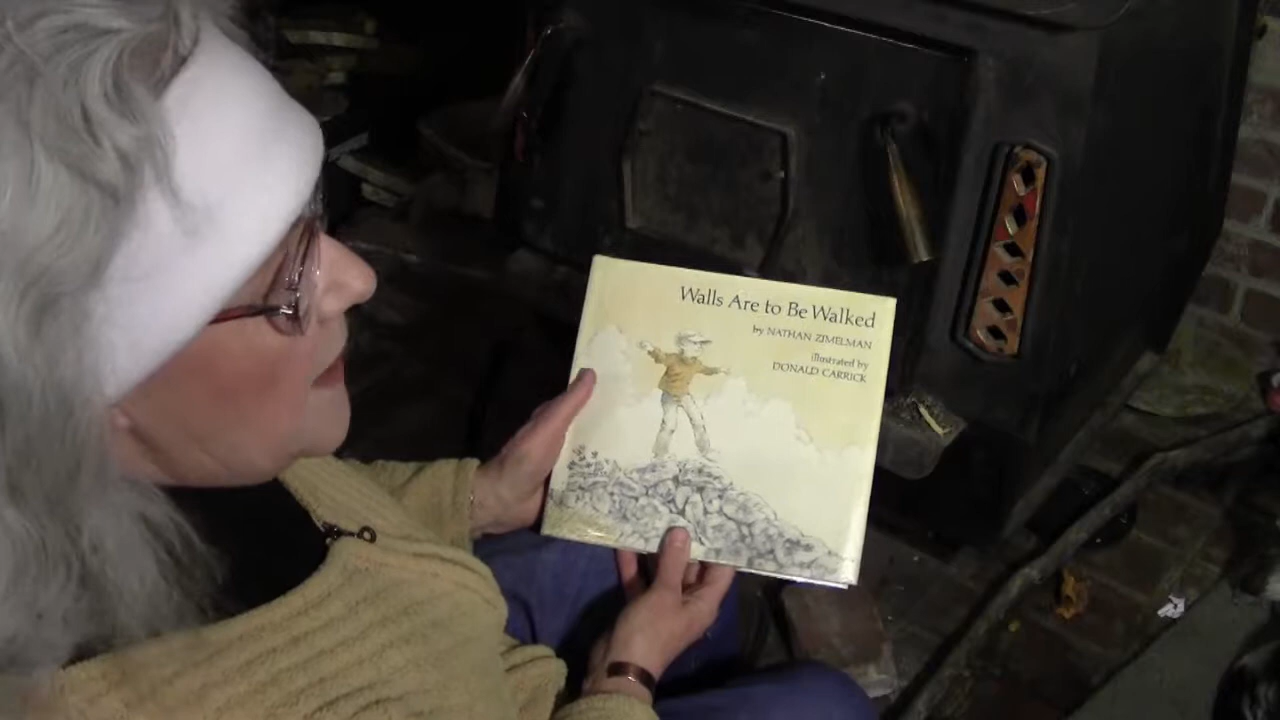 Walls Are to Be Walked
by NATHAN ZIMELMAN
illustrated by
DONALD CARRICK